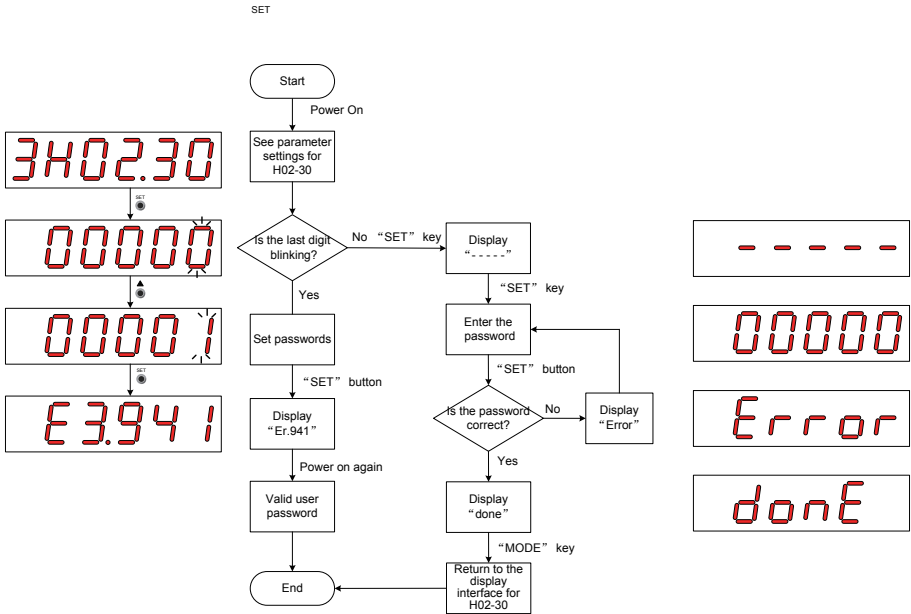 SET
Start
Power On
See parameter
settings for
H02-30
Is the last digit
blinking?
No “SET” key
Display
“-----”
Yes
“SET” key
Set passwords
Enter the
password
“SET” button
“SET” button
Display
“Er.941”
Is the password
correct?
No
Display
“Error”
Power on again
Yes
Valid user
password
Display
“done”
“MODE” key
End
Return to the
display
interface for
H02-30
3H02.30
SET
00000
00001
SET
E3.941
-----
00000
Error
donE